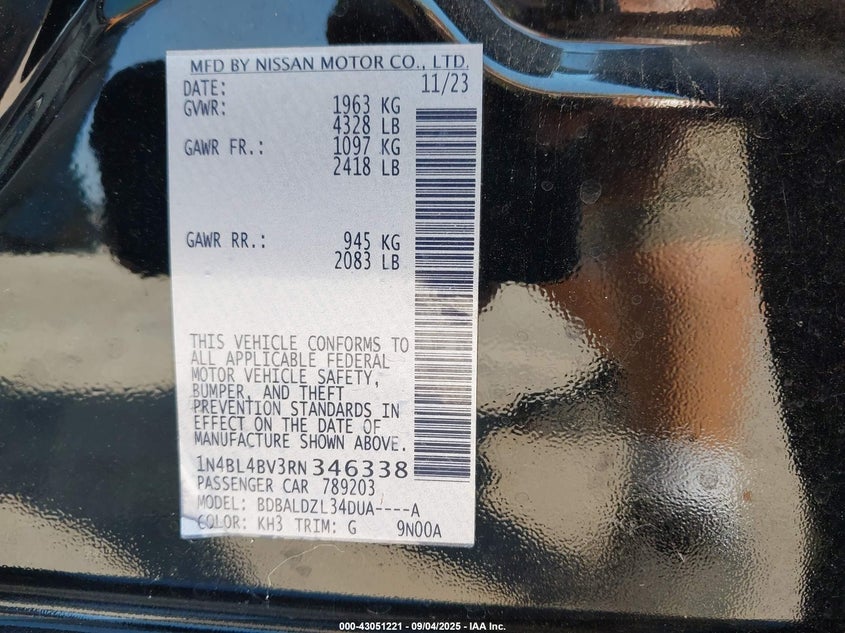 MFD BY NISSAN MOTOR CO., LTD.
DATE: 11/23
GVWR: 1963 KG
4328 LB
GAWR FR.: 1097 KG
2418 LB
GAWR RR.: 945 KG
2083 LB
THIS VEHICLE CONFORMS TO
ALL APPLICABLE FEDERAL
MOTOR VEHICLE SAFETY,
BUMPER, AND THEFT
PREVENTION STANDARDS IN
EFFECT ON THE DATE OF
MANUFACTURE SHOWN ABOVE.
1N4BL4BV3RN346338
PASSENGER CAR 789203
MODEL: BDBALDZL34DUA----A
COLOR: KH3 TRIM: G 9N00A
000-43051221 - 09/04/2025 - IAA Inc.